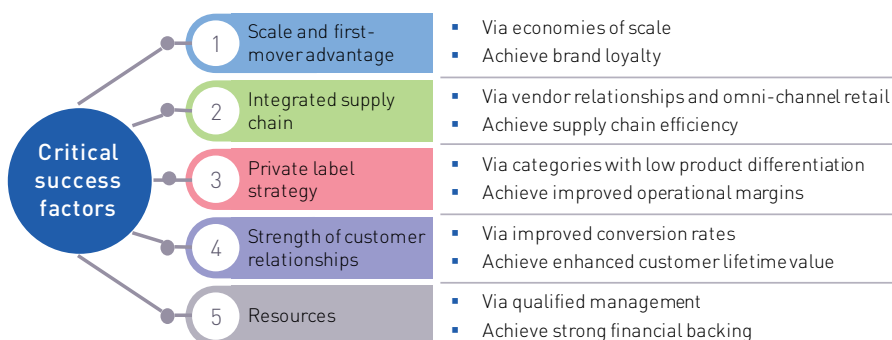 Critical
success
factors
1
Scale and first-
mover advantage
Via economies of scale
Achieve brand loyalty
2
Integrated supply
chain
Via vendor relationships and omni-channel retail
Achieve supply chain efficiency
3
Private label
strategy
Via categories with low product differentiation
Achieve improved operational margins
4
Strength of customer
relationships
Via improved conversion rates
Achieve enhanced customer lifetime value
5
Resources
Via qualified management
Achieve strong financial backing